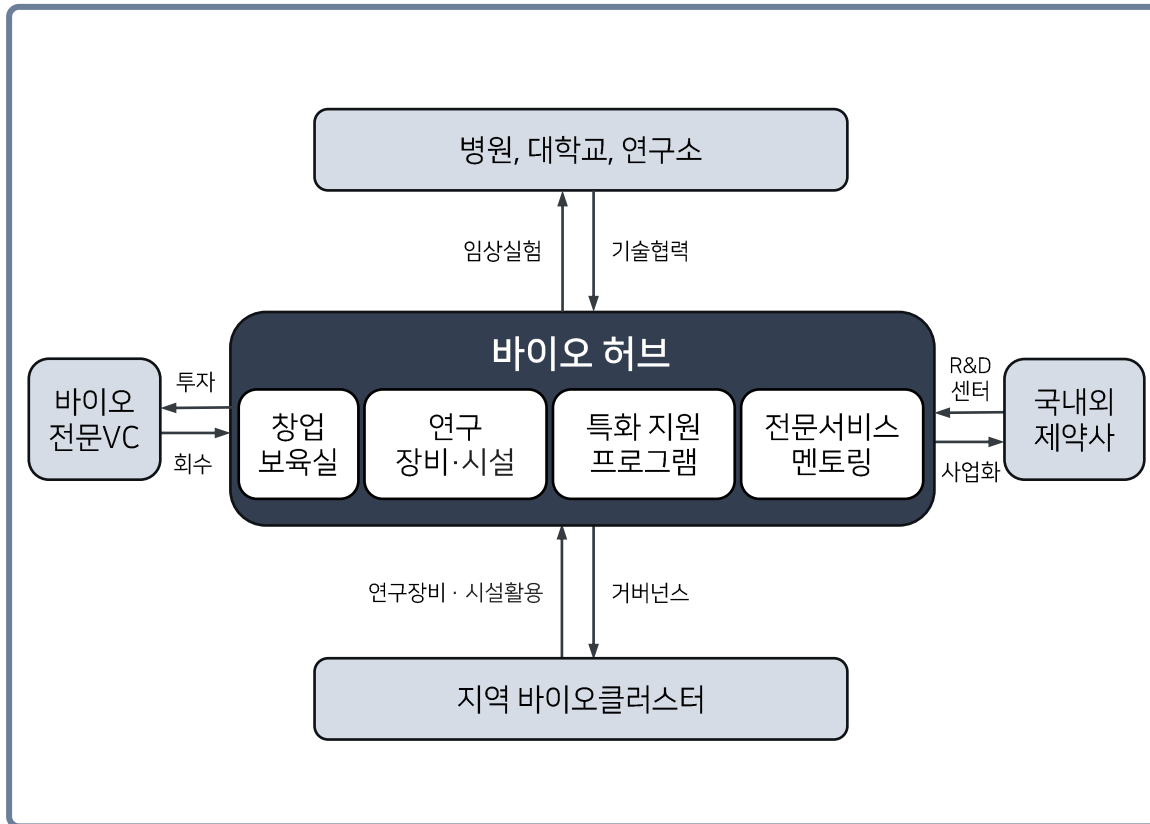 병원, 대학교, 연구소
임상실험
기술협력
바이오 허브
바이오
전문VC
투자
회수
창업
보육실
연구
장비·시설
특화 지원
프로그램
전문서비스
멘토링
R&D
센터
사업화
국내외
제약사
연구장비 · 시설활용
거버넌스
지역 바이오클러스터